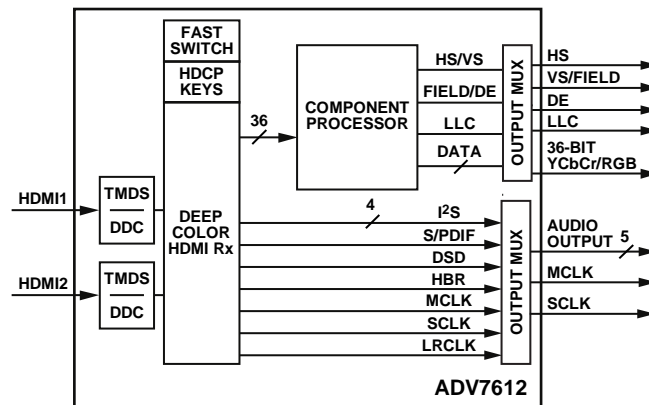 FAST
SWITCH
HDCP
KEYS
36
COMPONENT
PROCESSOR
HS/VS
FIELD/DE
LLC
DATA
OUTPUT MUX
HS
VS/FIELD
DE
LLC
36-BIT
YCbCr/RGB
HDMI1
TMDS
DDC
HDMI2
TMDS
DDC
DEEP
COLOR
HDMI Rx
4
I²S
S/PDIF
DSD
HBR
MCLK
SCLK
LRCLK
OUTPUT MUX
AUDIO
OUTPUT 5
MCLK
SCLK
ADV7612